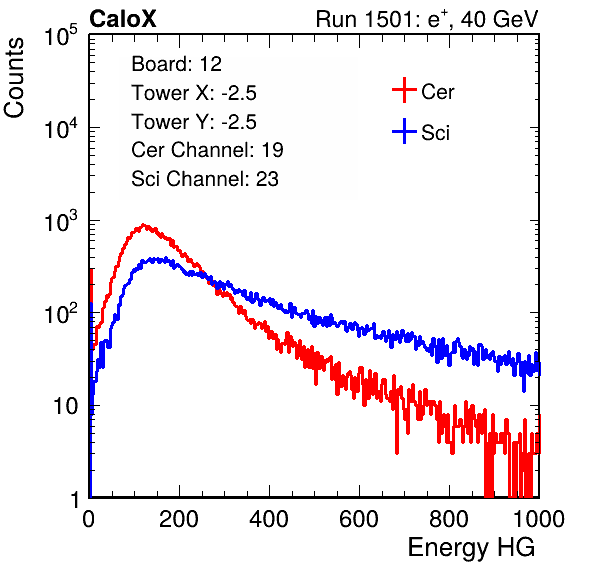 CaloX Run 1501: e⁺, 40 GeV
Counts
Board: 12
Tower X: -2.5
Tower Y: -2.5
Cer Channel: 19
Sci Channel: 23
Cer
Sci
10⁵
10⁴
10³
10²
10
1
0 200 400 600 800 1000
Energy HG